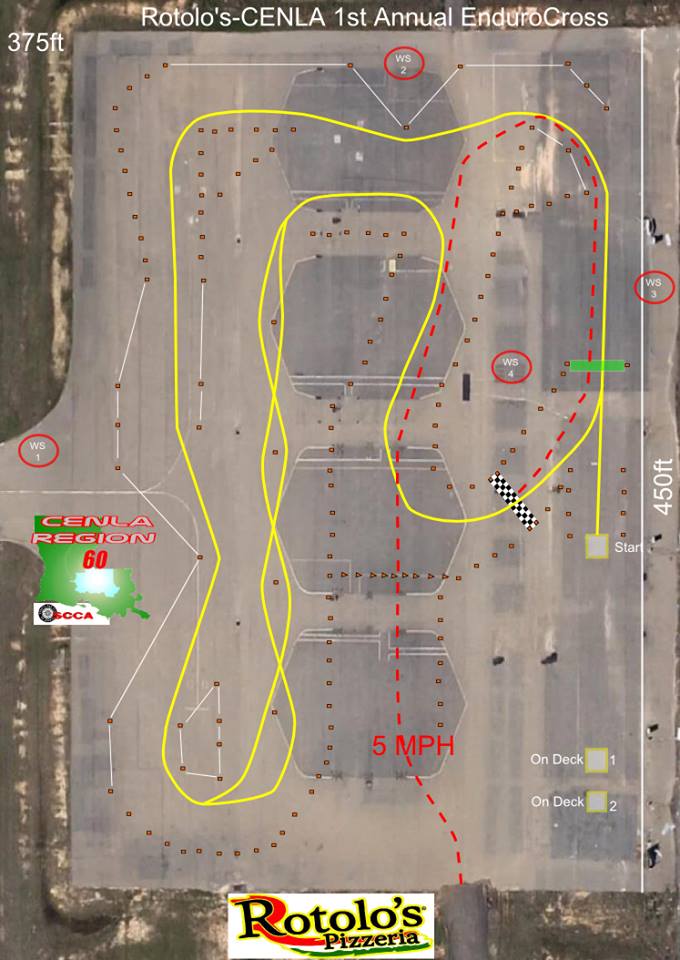 Rotolo's-CENLA 1st Annual EnduroCross
375ft
WS
2
WS
3
WS
4
WS
1
450ft
CENLA
REGION
60
SCCA
Start
5 MPH
On Deck 1
On Deck 2
Rotolo's
Pizzeria